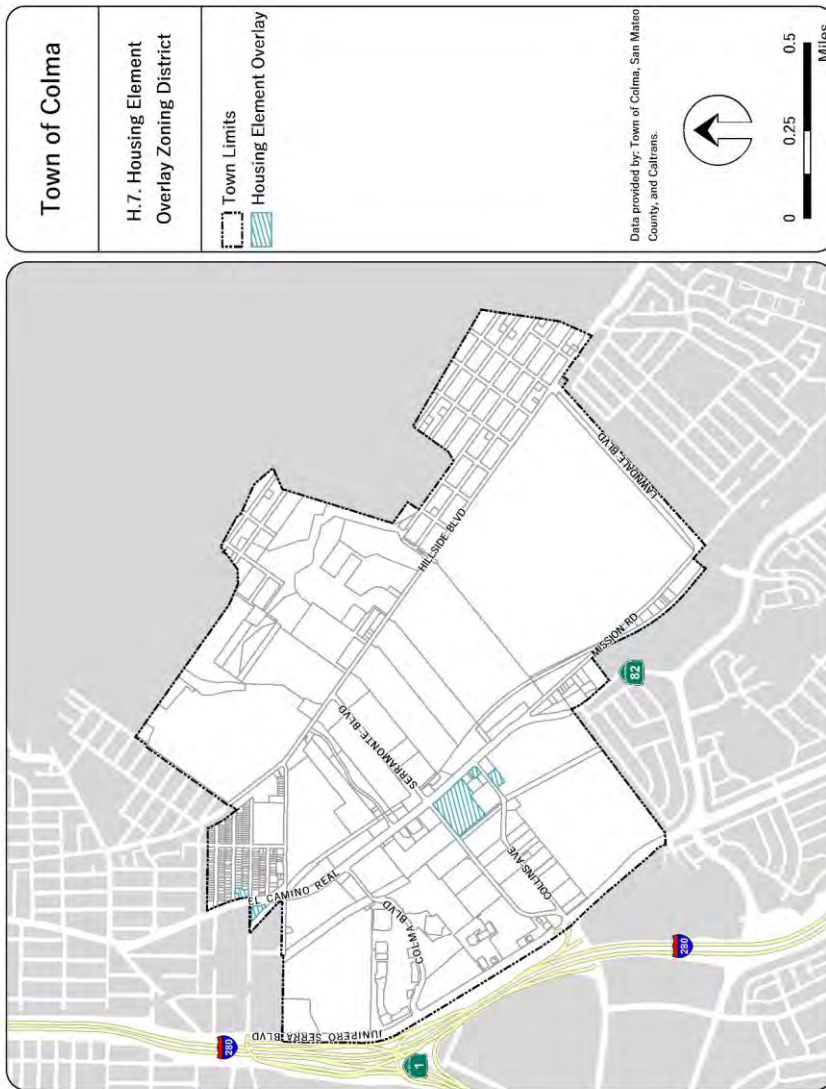 Town of Colma
H.7. Housing Element
Overlay Zoning District
Town Limits
Housing Element Overlay
Data provided by: Town of Colma, San Mateo
County, and Caltrans.
0
0.25
0.5
Miles
HILLSIDE BLVD
LAWNDALE BLVD
SERRAMONTE BLVD
MISSION RD
82
EL CAMINO REAL
COLLINS AVE
COLMA BLVD
JUNIPERO SERRA BLVD
280
280
1